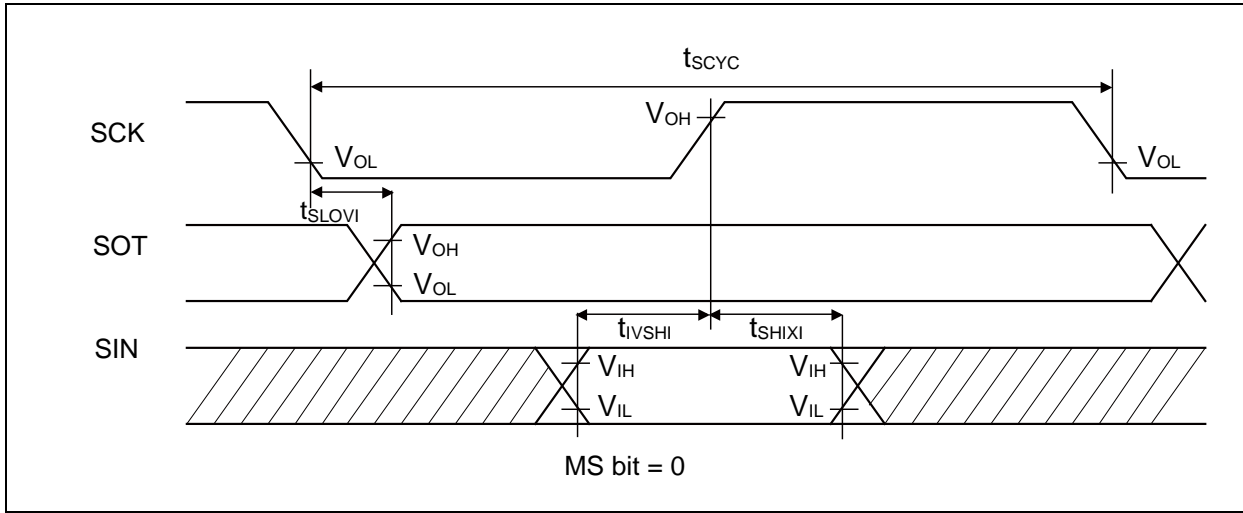 tSCYC
SCK
VOH
VOL
VOL
tSLOVI
SOT
VOH
VOL
tIVSHI
tSHIXI
SIN
VIH
VIH
VIL
VIL
MS bit = 0